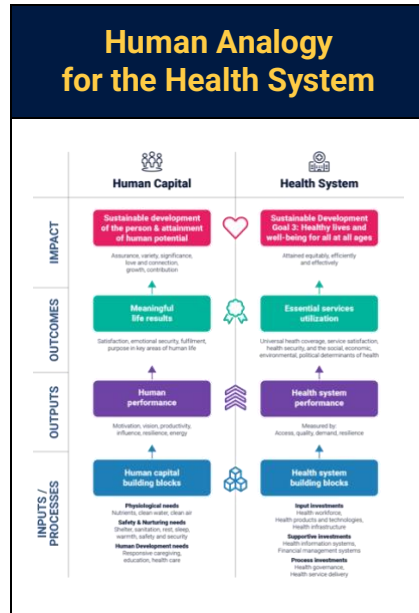 Human Analogy
for the Health System
Human Capital
Health System
IMPACT
Sustainable development
of the person & attainment
of human potential
Assurance, variety, significance,
love and connection,
growth, contribution
Sustainable Development
Goal 3: Healthy lives and
well-being for all at all ages
Attained equitably, efficiently
and effectively
OUTCOMES
Meaningful
life results
Satisfaction, emotional security, fulfilment,
purpose in key areas of human life
Essential services
utilization
Universal heath coverage, service satisfaction,
health security, and the social, economic,
environmental, political determinants of health
OUTPUTS
Human
performance
Motivation, vision, productivity,
influence, resilience, energy
Health system
performance
Measured by:
Access, quality, demand, resilience
INPUTS /
PROCESSES
Human capital
building blocks
Physiological needs
Nutrients, clean water, clean air
Safety & Nurturing needs
Shelter, sanitation, rest, sleep,
warmth, safety and security
Human Development needs
Responsive caregiving,
education, health care
Health system
building blocks
Input investments
Health workforce,
Health products and technologies,
Health infrastructure
Supportive investments
Health information systems,
Financial management systems
Process investments
Health governance,
Health service delivery